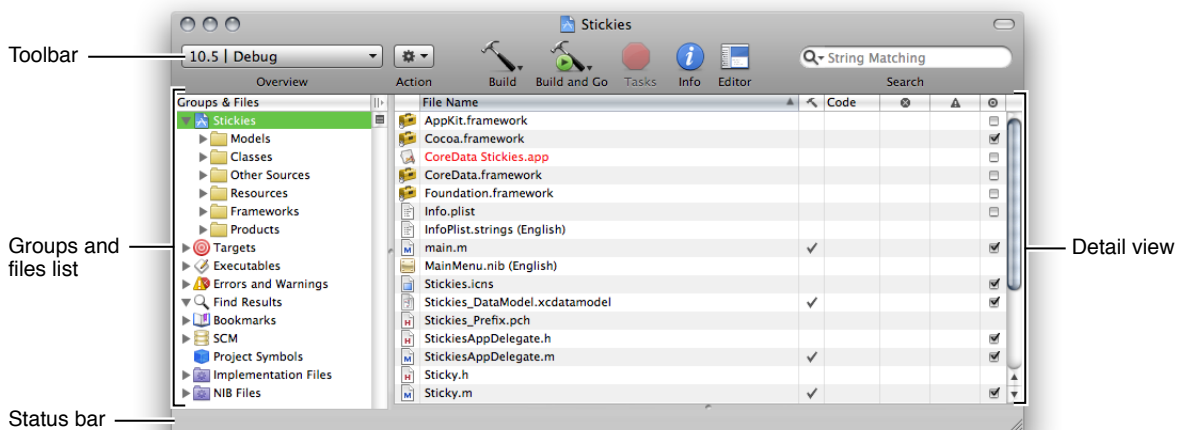 Stickies
Toolbar
10.5 | Debug
String Matching
Overview
Action
Build
Build and Go
Tasks
Info
Editor
Search
Groups & Files
Stickies
Models
Classes
Other Sources
Resources
Frameworks
Products
Targets
Executables
Errors and Warnings
Find Results
Bookmarks
SCM
Project Symbols
Implementation Files
NIB Files
File Name
Code
AppKit.framework
Cocoa.framework
CoreData Stickies.app
CoreData.framework
Foundation.framework
Info.plist
InfoPlist.strings (English)
main.m
MainMenu.nib (English)
Stickies.icns
Stickies_DataModel.xcdatamodel
Stickies_Prefix.pch
StickiesAppDelegate.h
StickiesAppDelegate.m
Sticky.h
Sticky.m
Groups and
files list
Detail view
Status bar